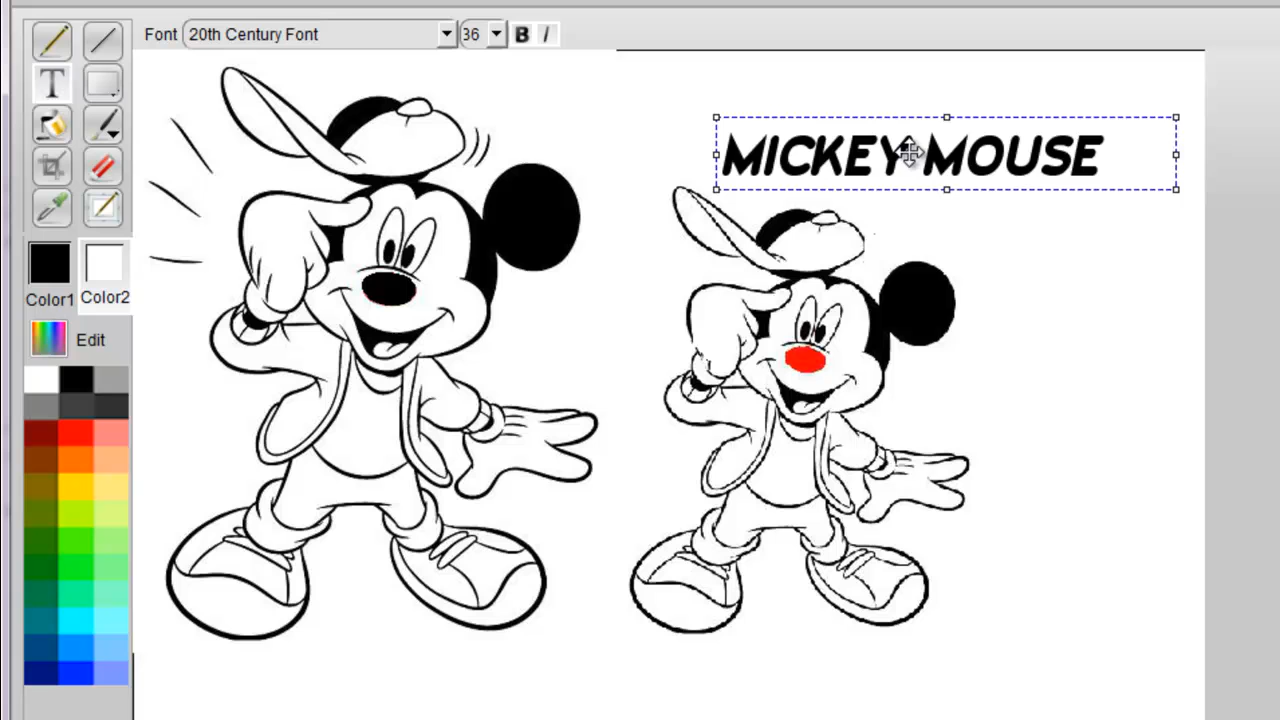 Font 20th Century Font 36 B I
T
MICKEY MOUSE
Color1 Color2
Edit